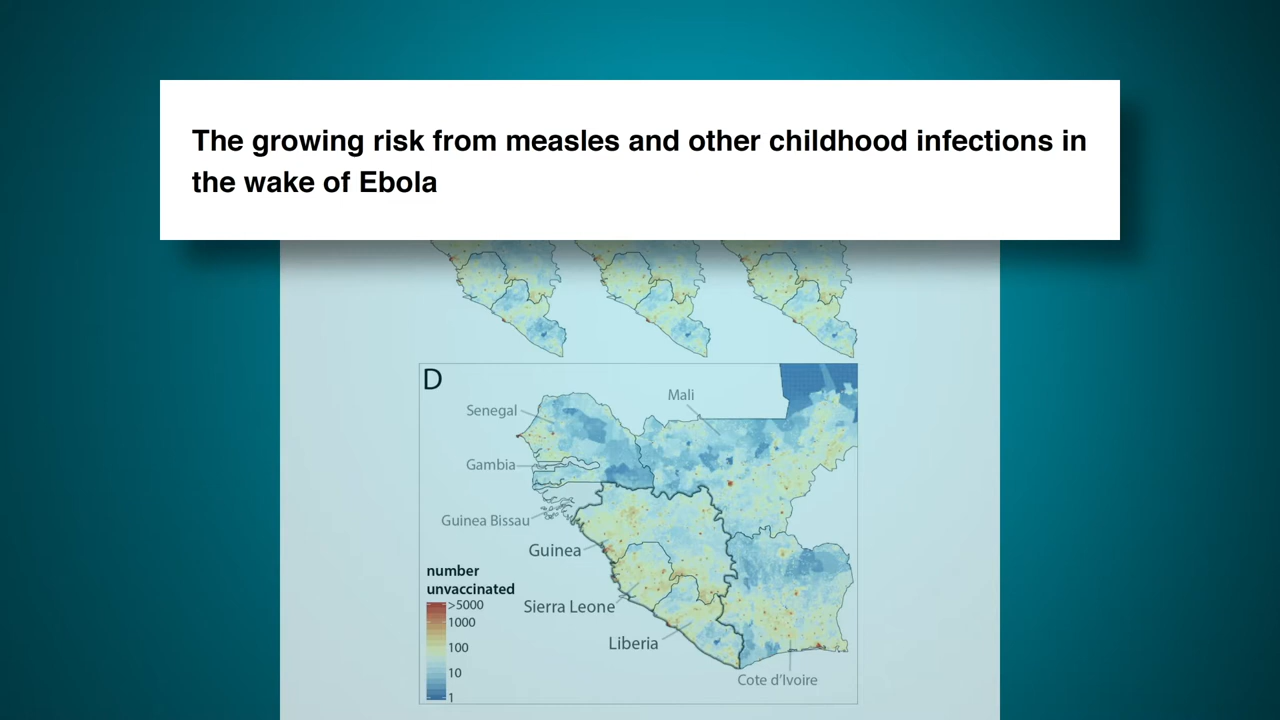 The growing risk from measles and other childhood infections in
the wake of Ebola
D
Mali
Senegal
Gambia
Guinea Bissau
Guinea
number
unvaccinated
>5000
1000
100
10
1
Sierra Leone
Liberia
Cote d'Ivoire